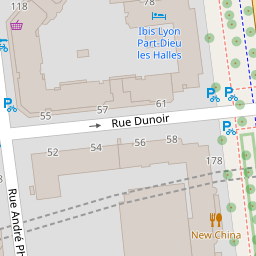 118
Ibis Lyon
Part-Dieu
les Halles
63
55
57
61
Rue Dunoir
52
54
56
58
178
Rue André Ph
New China